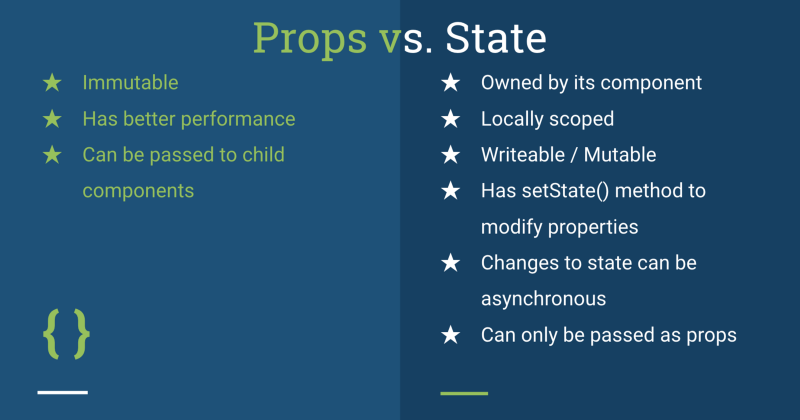 Props vs. State
★ Immutable
★ Has better performance
★ Can be passed to child
components
{ }
★ Owned by its component
★ Locally scoped
★ Writeable / Mutable
★ Has setState() method to
modify properties
★ Changes to state can be
asynchronous
★ Can only be passed as props